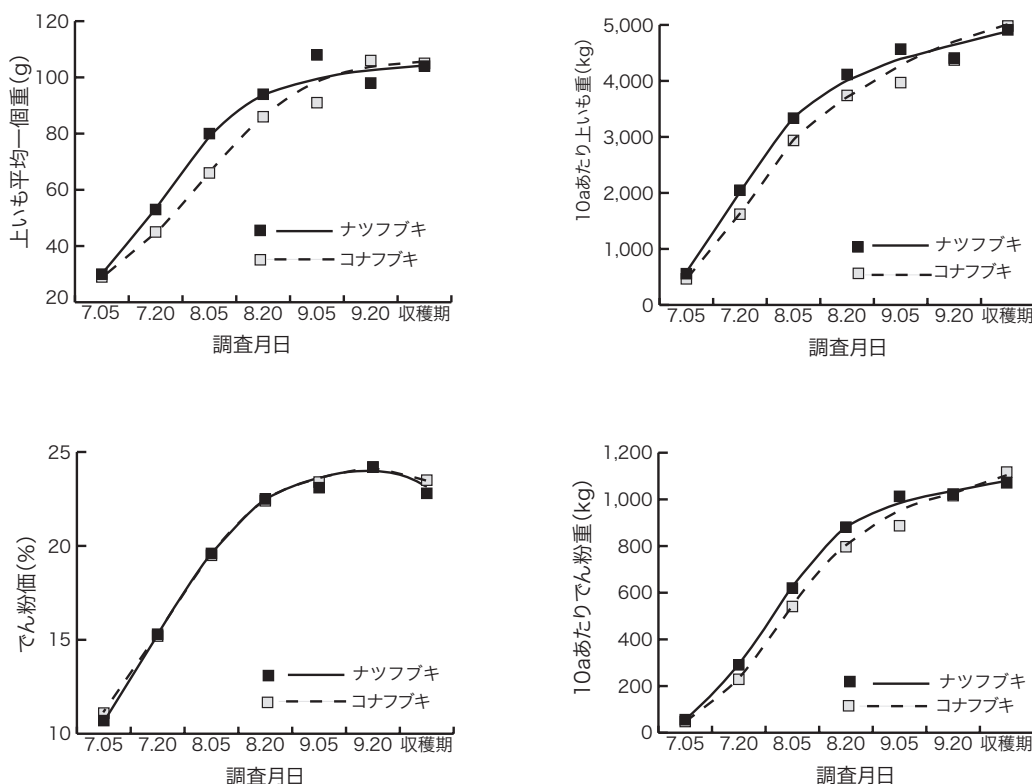 上いも平均一個重(g)
120
100
80
60
40
20
ナツフブキ
コナフブキ
7.05 7.20 8.05 8.20 9.05 9.20 収穫期
調査月日
10aあたり上いも重(kg)
5,000
4,000
3,000
2,000
1,000
0
ナツフブキ
コナフブキ
7.05 7.20 8.05 8.20 9.05 9.20 収穫期
調査月日
でん粉価(%)
25
20
15
10
ナツフブキ
コナフブキ
7.05 7.20 8.05 8.20 9.05 9.20 収穫期
調査月日
10aあたりでん粉重(kg)
1,200
1,000
800
600
400
200
0
ナツフブキ
コナフブキ
7.05 7.20 8.05 8.20 9.05 9.20 収穫期
調査月日